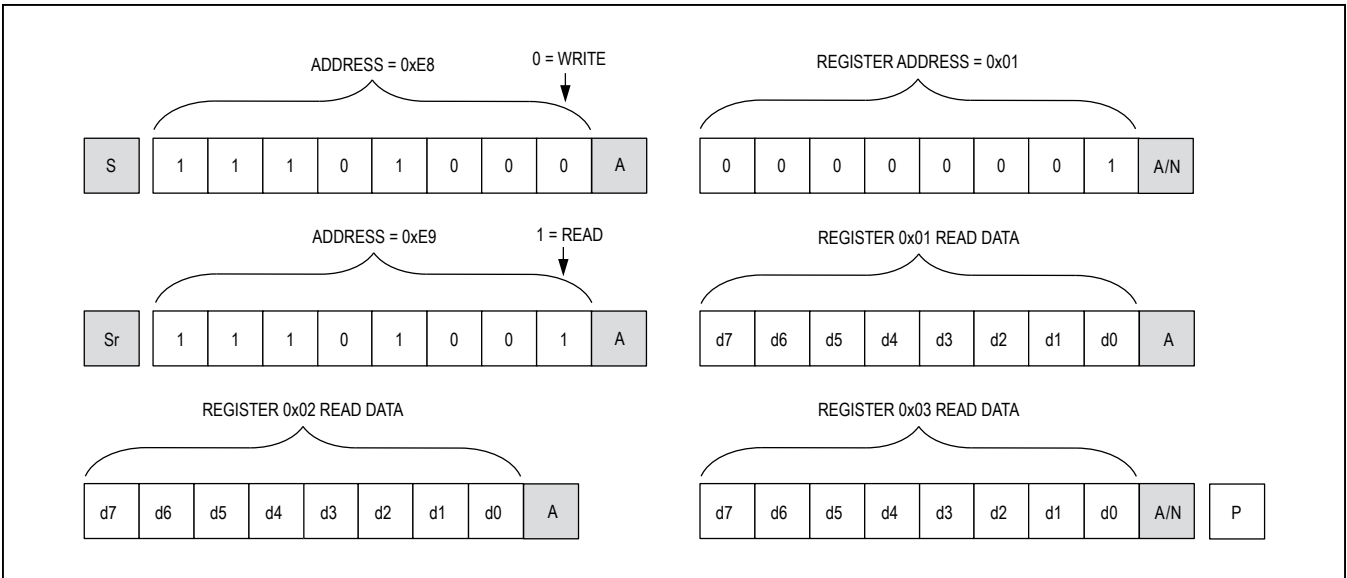 ADDRESS = 0xE8 0 = WRITE REGISTER ADDRESS = 0x01
S 1 1 1 0 1 0 0 0 A 0 0 0 0 0 0 0 1 A/N
ADDRESS = 0xE9 1 = READ REGISTER 0x01 READ DATA
Sr 1 1 1 0 1 0 0 1 A d7 d6 d5 d4 d3 d2 d1 d0 A
REGISTER 0x02 READ DATA REGISTER 0x03 READ DATA
d7 d6 d5 d4 d3 d2 d1 d0 A d7 d6 d5 d4 d3 d2 d1 d0 A/N P